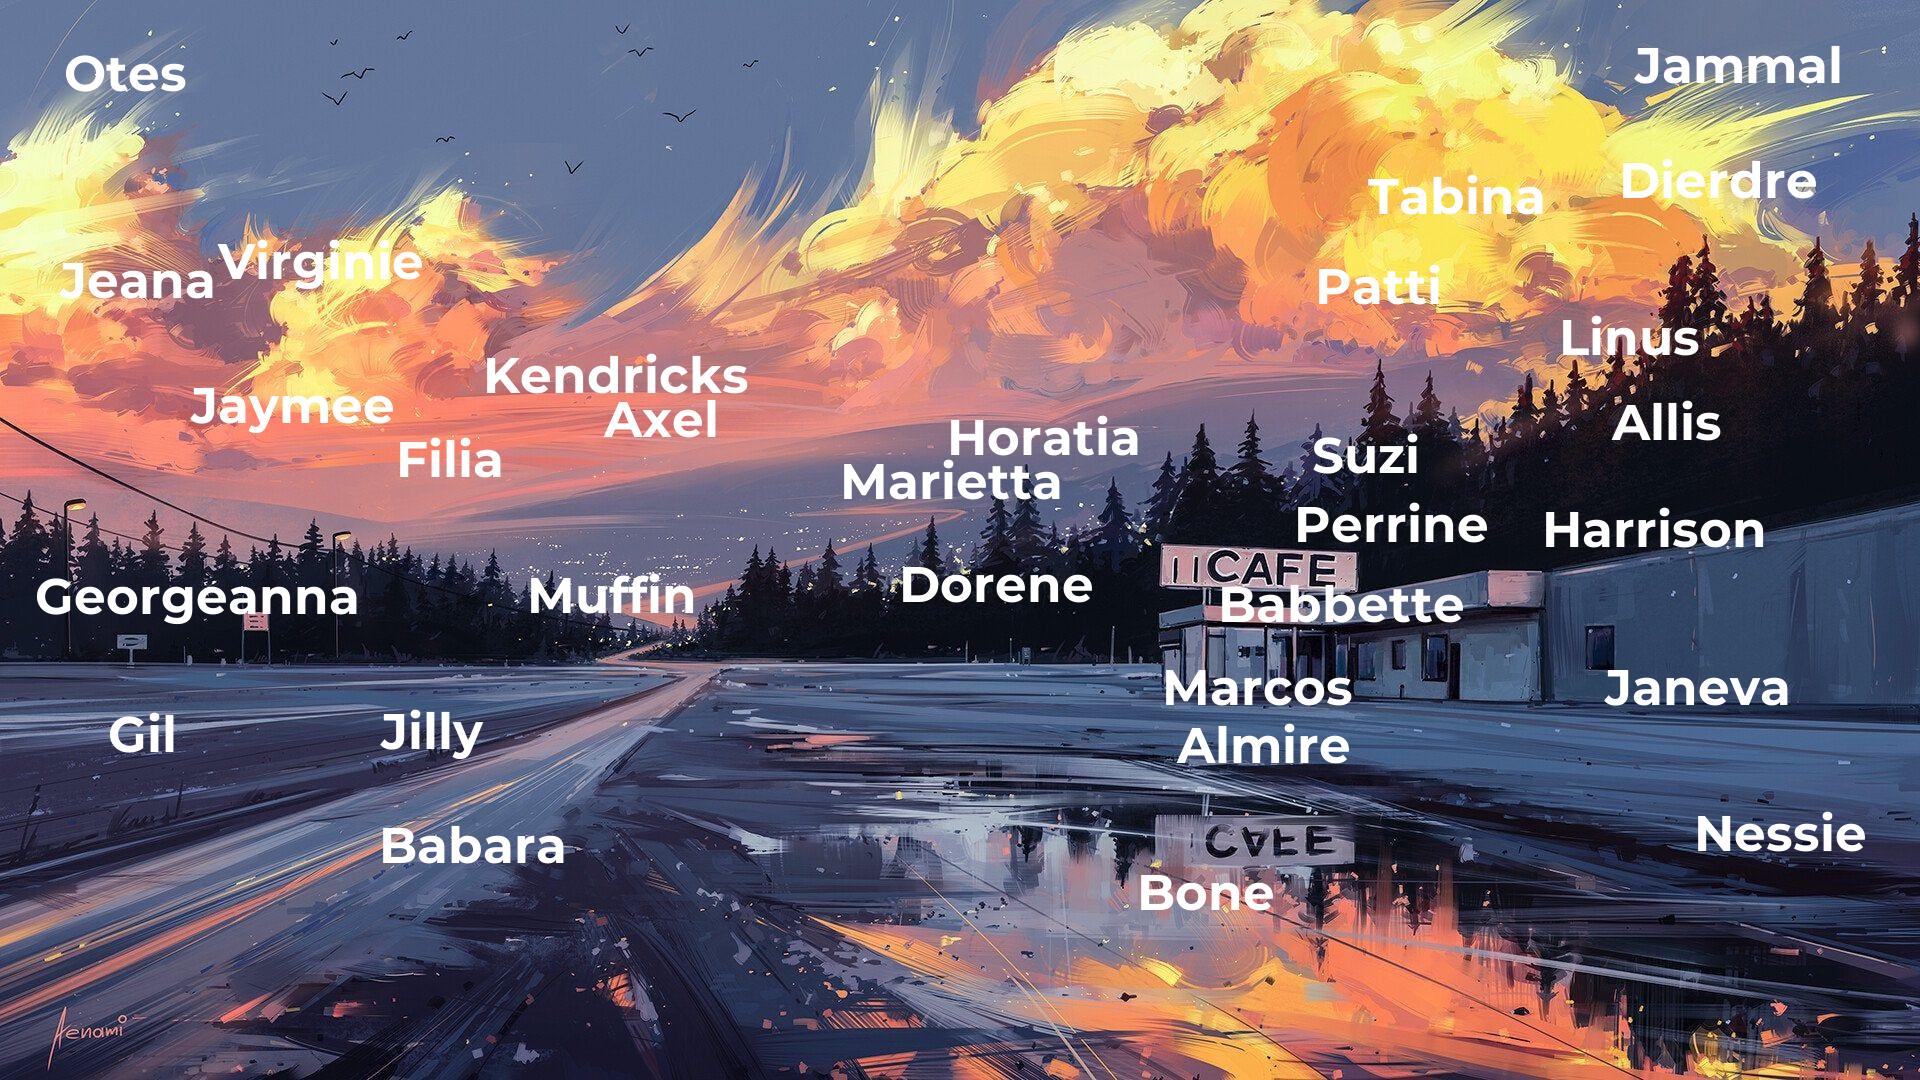 Otes
Jammal
Tabina
Dierdre
Jeana
Virginie
Patti
Linus
Kendricks
Jaymee
Axel
Allis
Filia
Horatia
Suzi
Marietta
Perrine
Harrison
CAFE
Georgeanna
Muffin
Dorene
Babbette
Marcos
Janeva
Gil
Jilly
Almire
Babara
CAFE
Nessie
Bone
Aenami